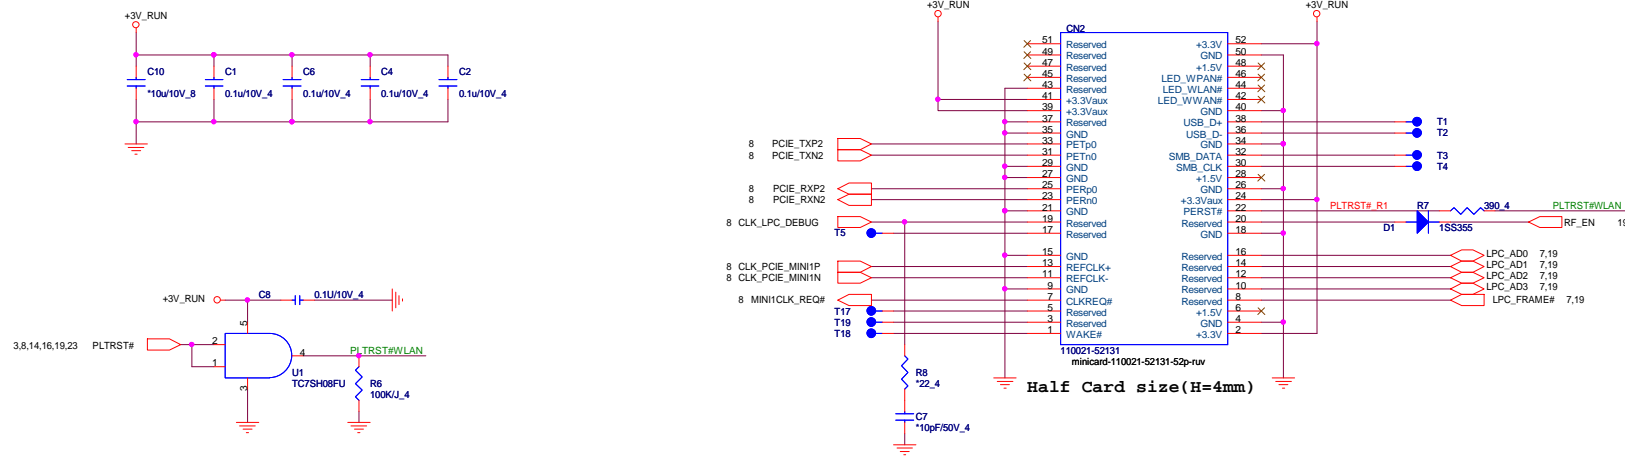 +3V_RUN
C10
*10u/10V_8
C1
0.1u/10V_4
C6
0.1u/10V_4
C4
0.1u/10V_4
C2
0.1u/10V_4
+3V_RUN
C8
0.1U/10V_4
3,8,14,16,19,23 PLTRST#
2
1
5
3
4
U1
TC7SH08FU
PLTRST#WLAN
R6
100K/J_4
+3V_RUN
+3V_RUN
CN2
51 Reserved
49 Reserved
47 Reserved
45 Reserved
43 Reserved
41 +3.3Vaux
39 +3.3Vaux
37 Reserved
35 GND
8 PCIE_TXP2 33 PETp0
8 PCIE_TXN2 31 PETn0
29 GND
27 GND
8 PCIE_RXP2 25 PERp0
8 PCIE_RXN2 23 PERn0
21 GND
8 CLK_LPC_DEBUG 19 Reserved
T5 17 Reserved
15 GND
8 CLK_PCIE_MINI1P 13 REFCLK+
8 CLK_PCIE_MINI1N 11 REFCLK-
9 GND
8 MINI1CLK_REQ# 7 CLKREQ#
T17 5 Reserved
T19 3 Reserved
T18 1 WAKE#
+3.3V 52
GND 50
+1.5V 48
LED_WPAN# 46
LED_WLAN# 44
LED_WWAN# 42
GND 40
USB_D+ 38 T1
USB_D- 36 T2
GND 34
SMB_DATA 32 T3
SMB_CLK 30 T4
+1.5V 28
GND 26
+3.3Vaux 24
PERST# 22 PLTRST#_R1 R7 390_4 PLTRST#WLAN
Reserved 20 D1 1SS355 RF_EN 19
GND 18
Reserved 16 LPC_AD0 7,19
Reserved 14 LPC_AD1 7,19
Reserved 12 LPC_AD2 7,19
Reserved 10 LPC_AD3 7,19
Reserved 8 LPC_FRAME# 7,19
+1.5V 6
GND 4
+3.3V 2
110021-52131
minicard-110021-52131-52p-ruv
Half Card size(H=4mm)
R8
*22_4
C7
*10pF/50V_4